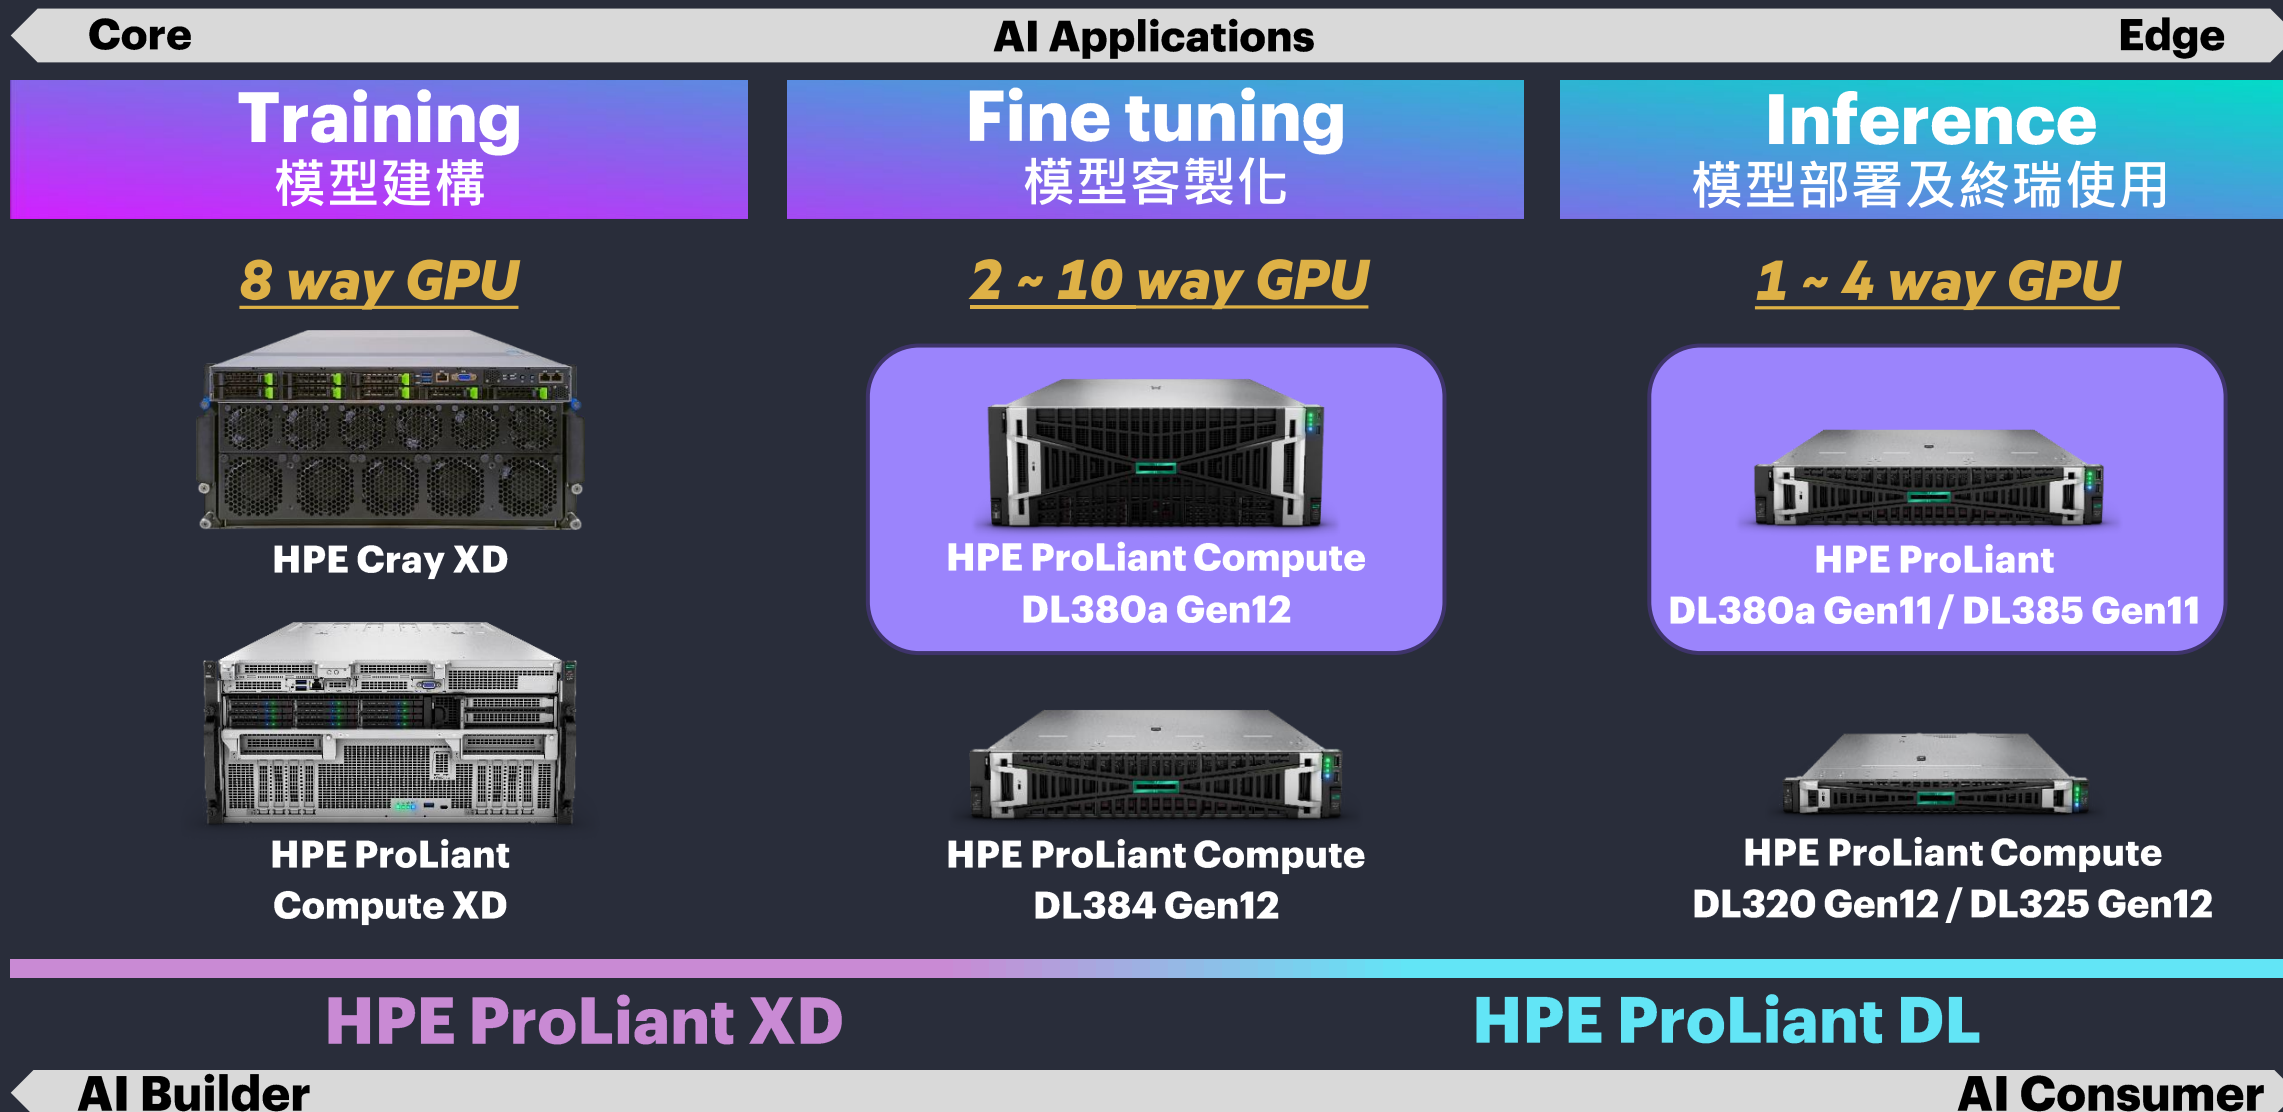 Core
AI Applications
Edge
Training
模型建構
Fine tuning
模型客製化
Inference
模型部署及終瑞使用
8 way GPU
2 ~ 10 way GPU
1 ~ 4 way GPU
HPE Cray XD
HPE ProLiant Compute
DL380a Gen12
HPE ProLiant
DL380a Gen11 / DL385 Gen11
HPE ProLiant
Compute XD
HPE ProLiant Compute
DL384 Gen12
HPE ProLiant Compute
DL320 Gen12 / DL325 Gen12
HPE ProLiant XD
HPE ProLiant DL
AI Builder
AI Consumer